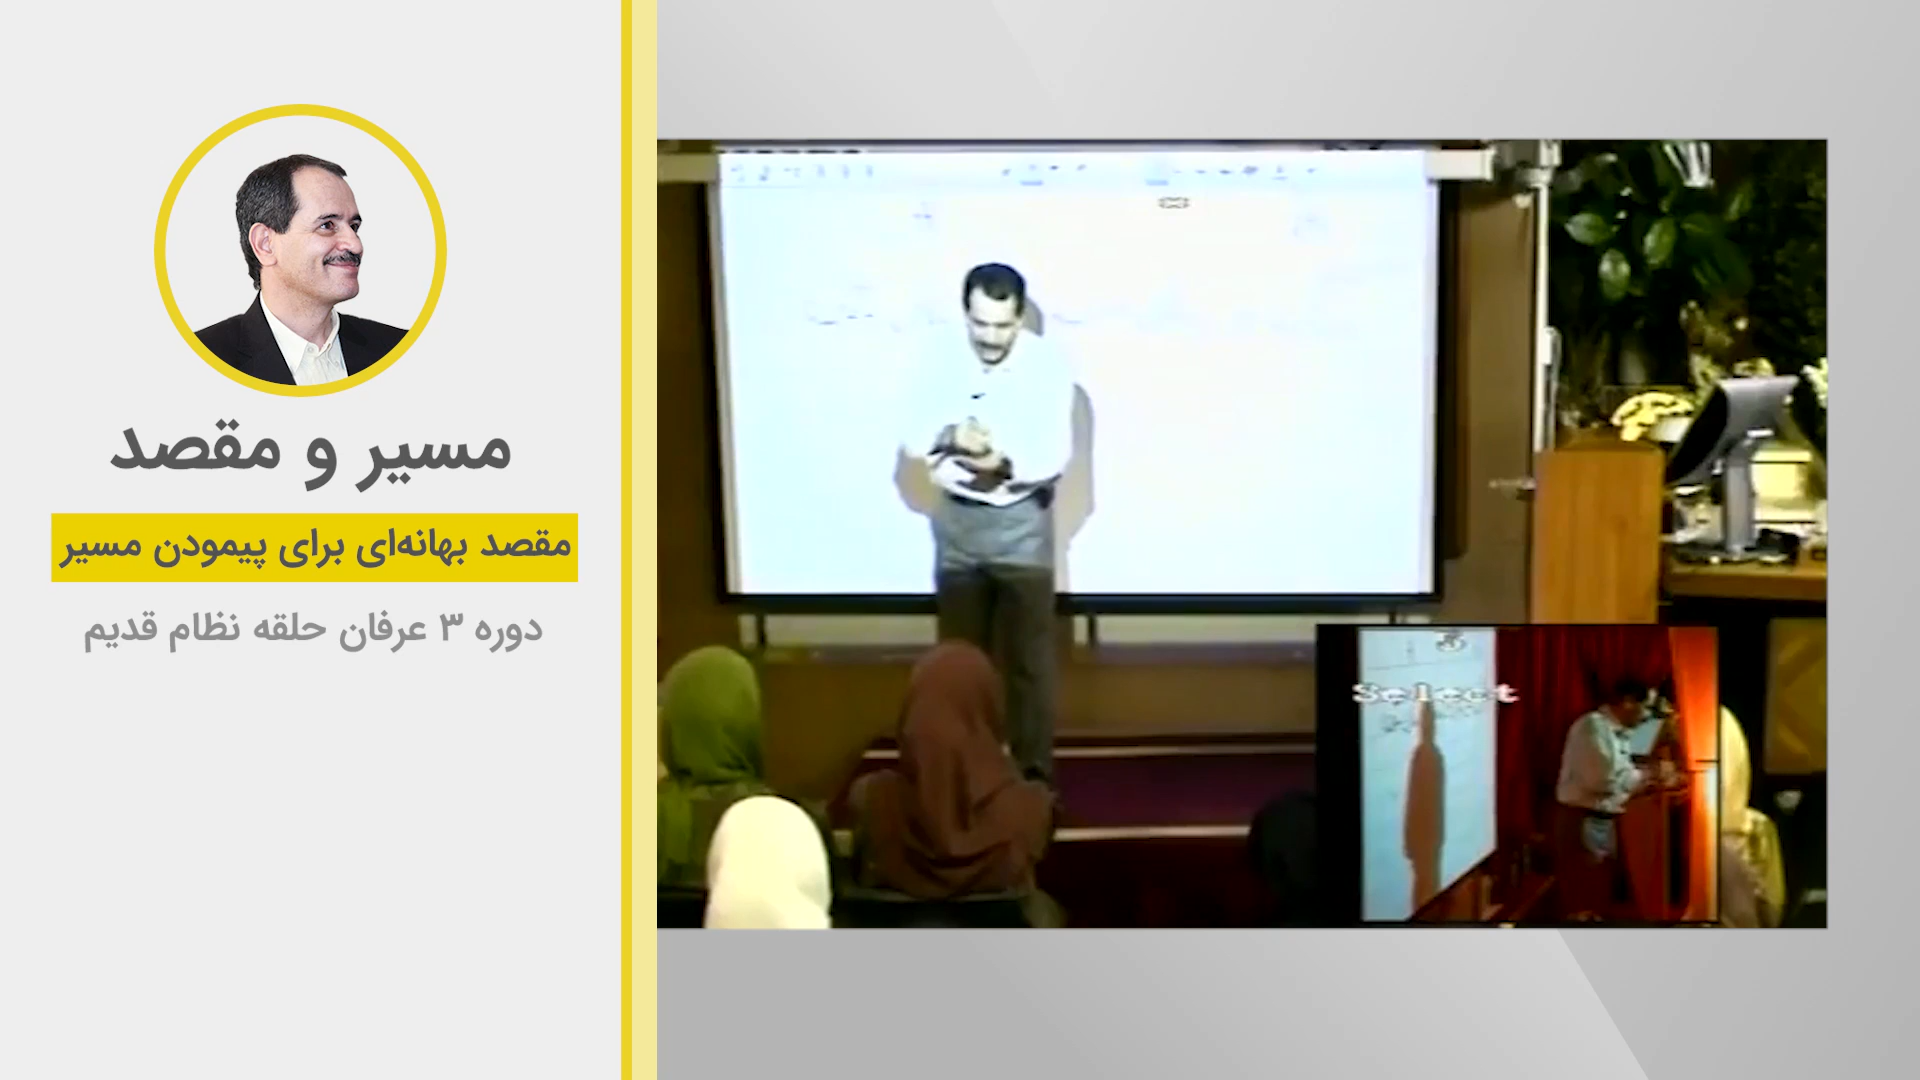 مسیر و مقصد
مقصد بهانه‌ای برای پیمودن مسیر
دوره ۳ عرفان حلقه نظام قدیم
Select